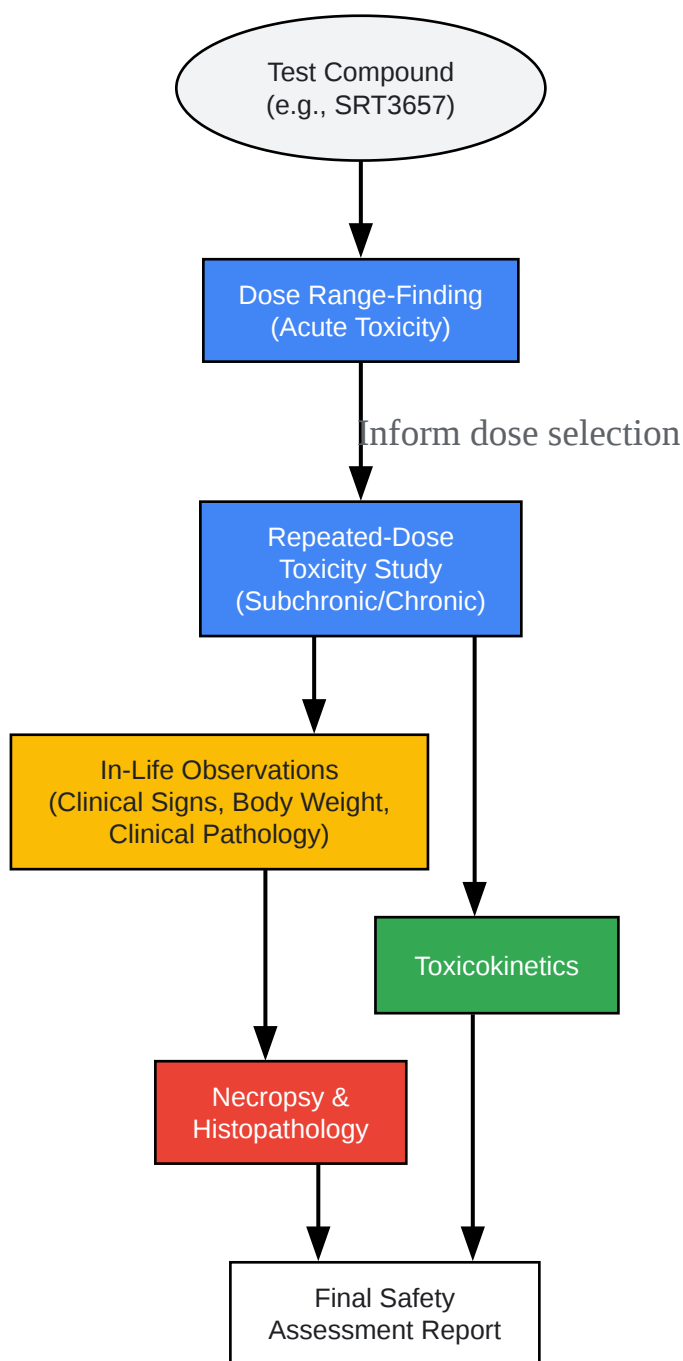 Test Compound
(e.g., SRT3657)
Dose Range-Finding
(Acute Toxicity)
Inform dose selection
Repeated-Dose
Toxicity Study
(Subchronic/Chronic)
In-Life Observations
(Clinical Signs, Body Weight,
Clinical Pathology)
Toxicokinetics
Necropsy &
Histopathology
Final Safety
Assessment Report